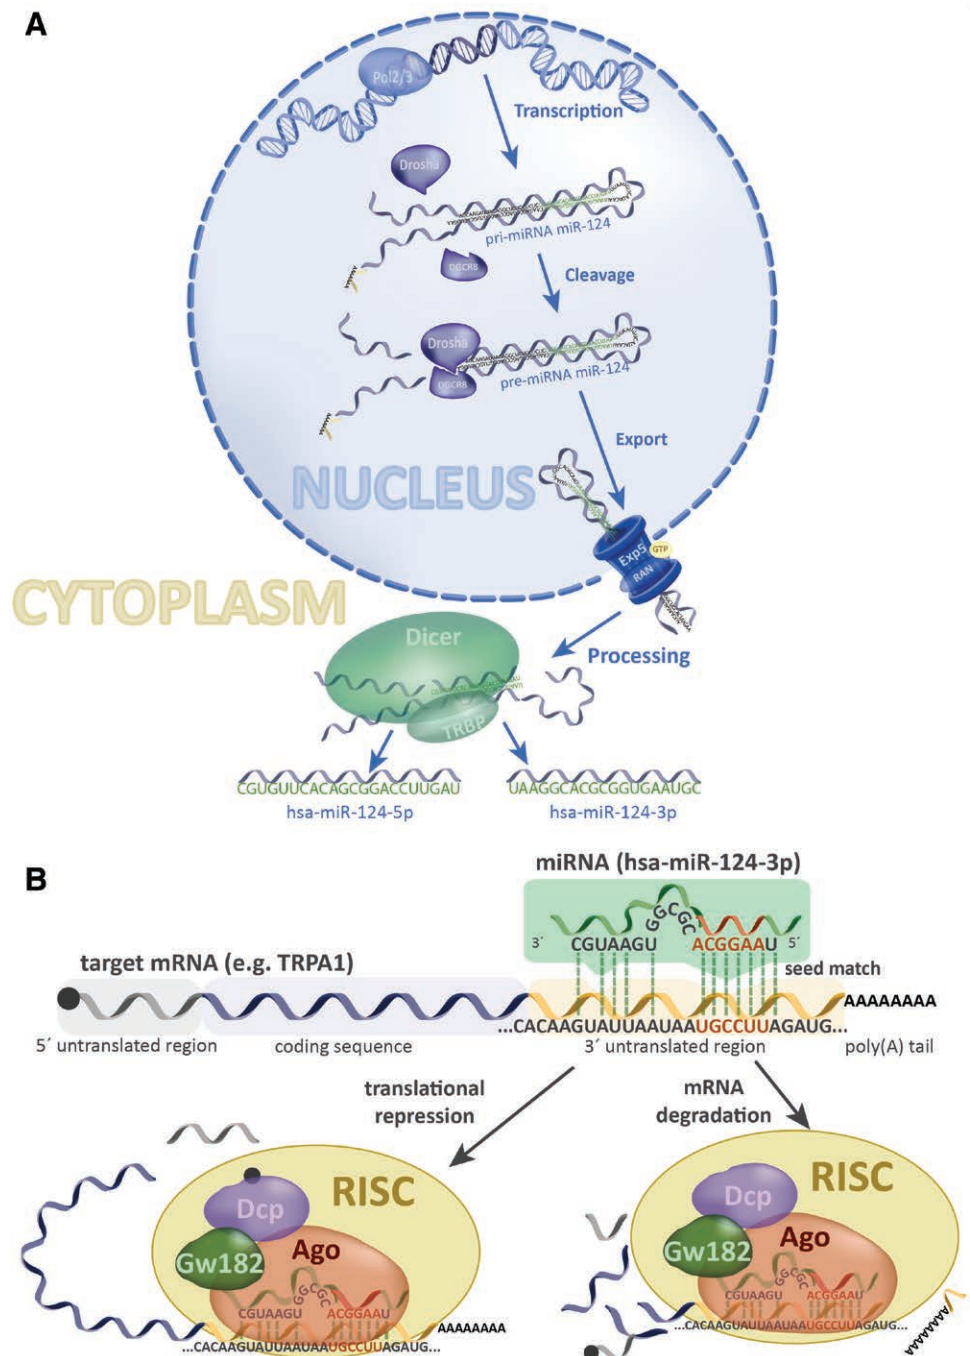 A
Pol2/3
Transcription
Drosha
pri-miRNA miR-124
DGCR8
Cleavage
Drosha
DGCR8
pre-miRNA miR-124
Export
NUCLEUS
Exp5
GTP
RAN
CYTOPLASM
Dicer
Processing
TRBP
CGUGUUCACAGCGGACCUUGAU
UAAGGCACGCGGUGAAUGC
hsa-miR-124-5p
hsa-miR-124-3p
B
miRNA (hsa-miR-124-3p)
3´ CGUAAGU GGCGC ACGGAAU 5´
target mRNA (e.g. TRPA1)
seed match
AAAAAAAA
...CACAAGUAUUAAUAAUGCCUUAGAUG...
5´ untranslated region
coding sequence
3´ untranslated region
poly(A) tail
translational
repression
mRNA
degradation
RISC
Dcp
Gw182
Ago
GGCGC
CGUAAGU ACGGAAU
AAAAAAAA
...CACAAGUAUUAAUAAUGCCUUAGAUG...
RISC
Dcp
Gw182
Ago
GGCGC
CGUAAGU ACGGAAU
...CACAAGUAUUAAUAAUGCCUUAGAUG...
AAAAAAAA